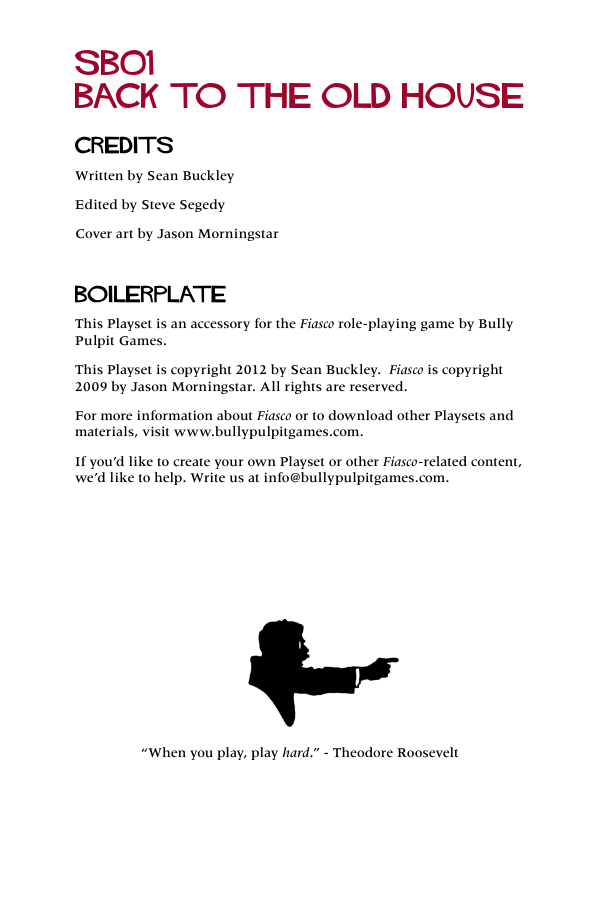 SB01
BACK TO THE OLD HOUSE
CREDITS
Written by Sean Buckley
Edited by Steve Segedy
Cover art by Jason Morningstar
BOILERPLATE
This Playset is an accessory for the Fiasco role-playing game by Bully
Pulpit Games.
This Playset is copyright 2012 by Sean Buckley.  Fiasco is copyright
2009 by Jason Morningstar. All rights are reserved.
For more information about Fiasco or to download other Playsets and
materials, visit www.bullypulpitgames.com.
If you’d like to create your own Playset or other Fiasco-related content,
we’d like to help. Write us at info@bullypulpitgames.com.
“When you play, play hard.” - Theodore Roosevelt